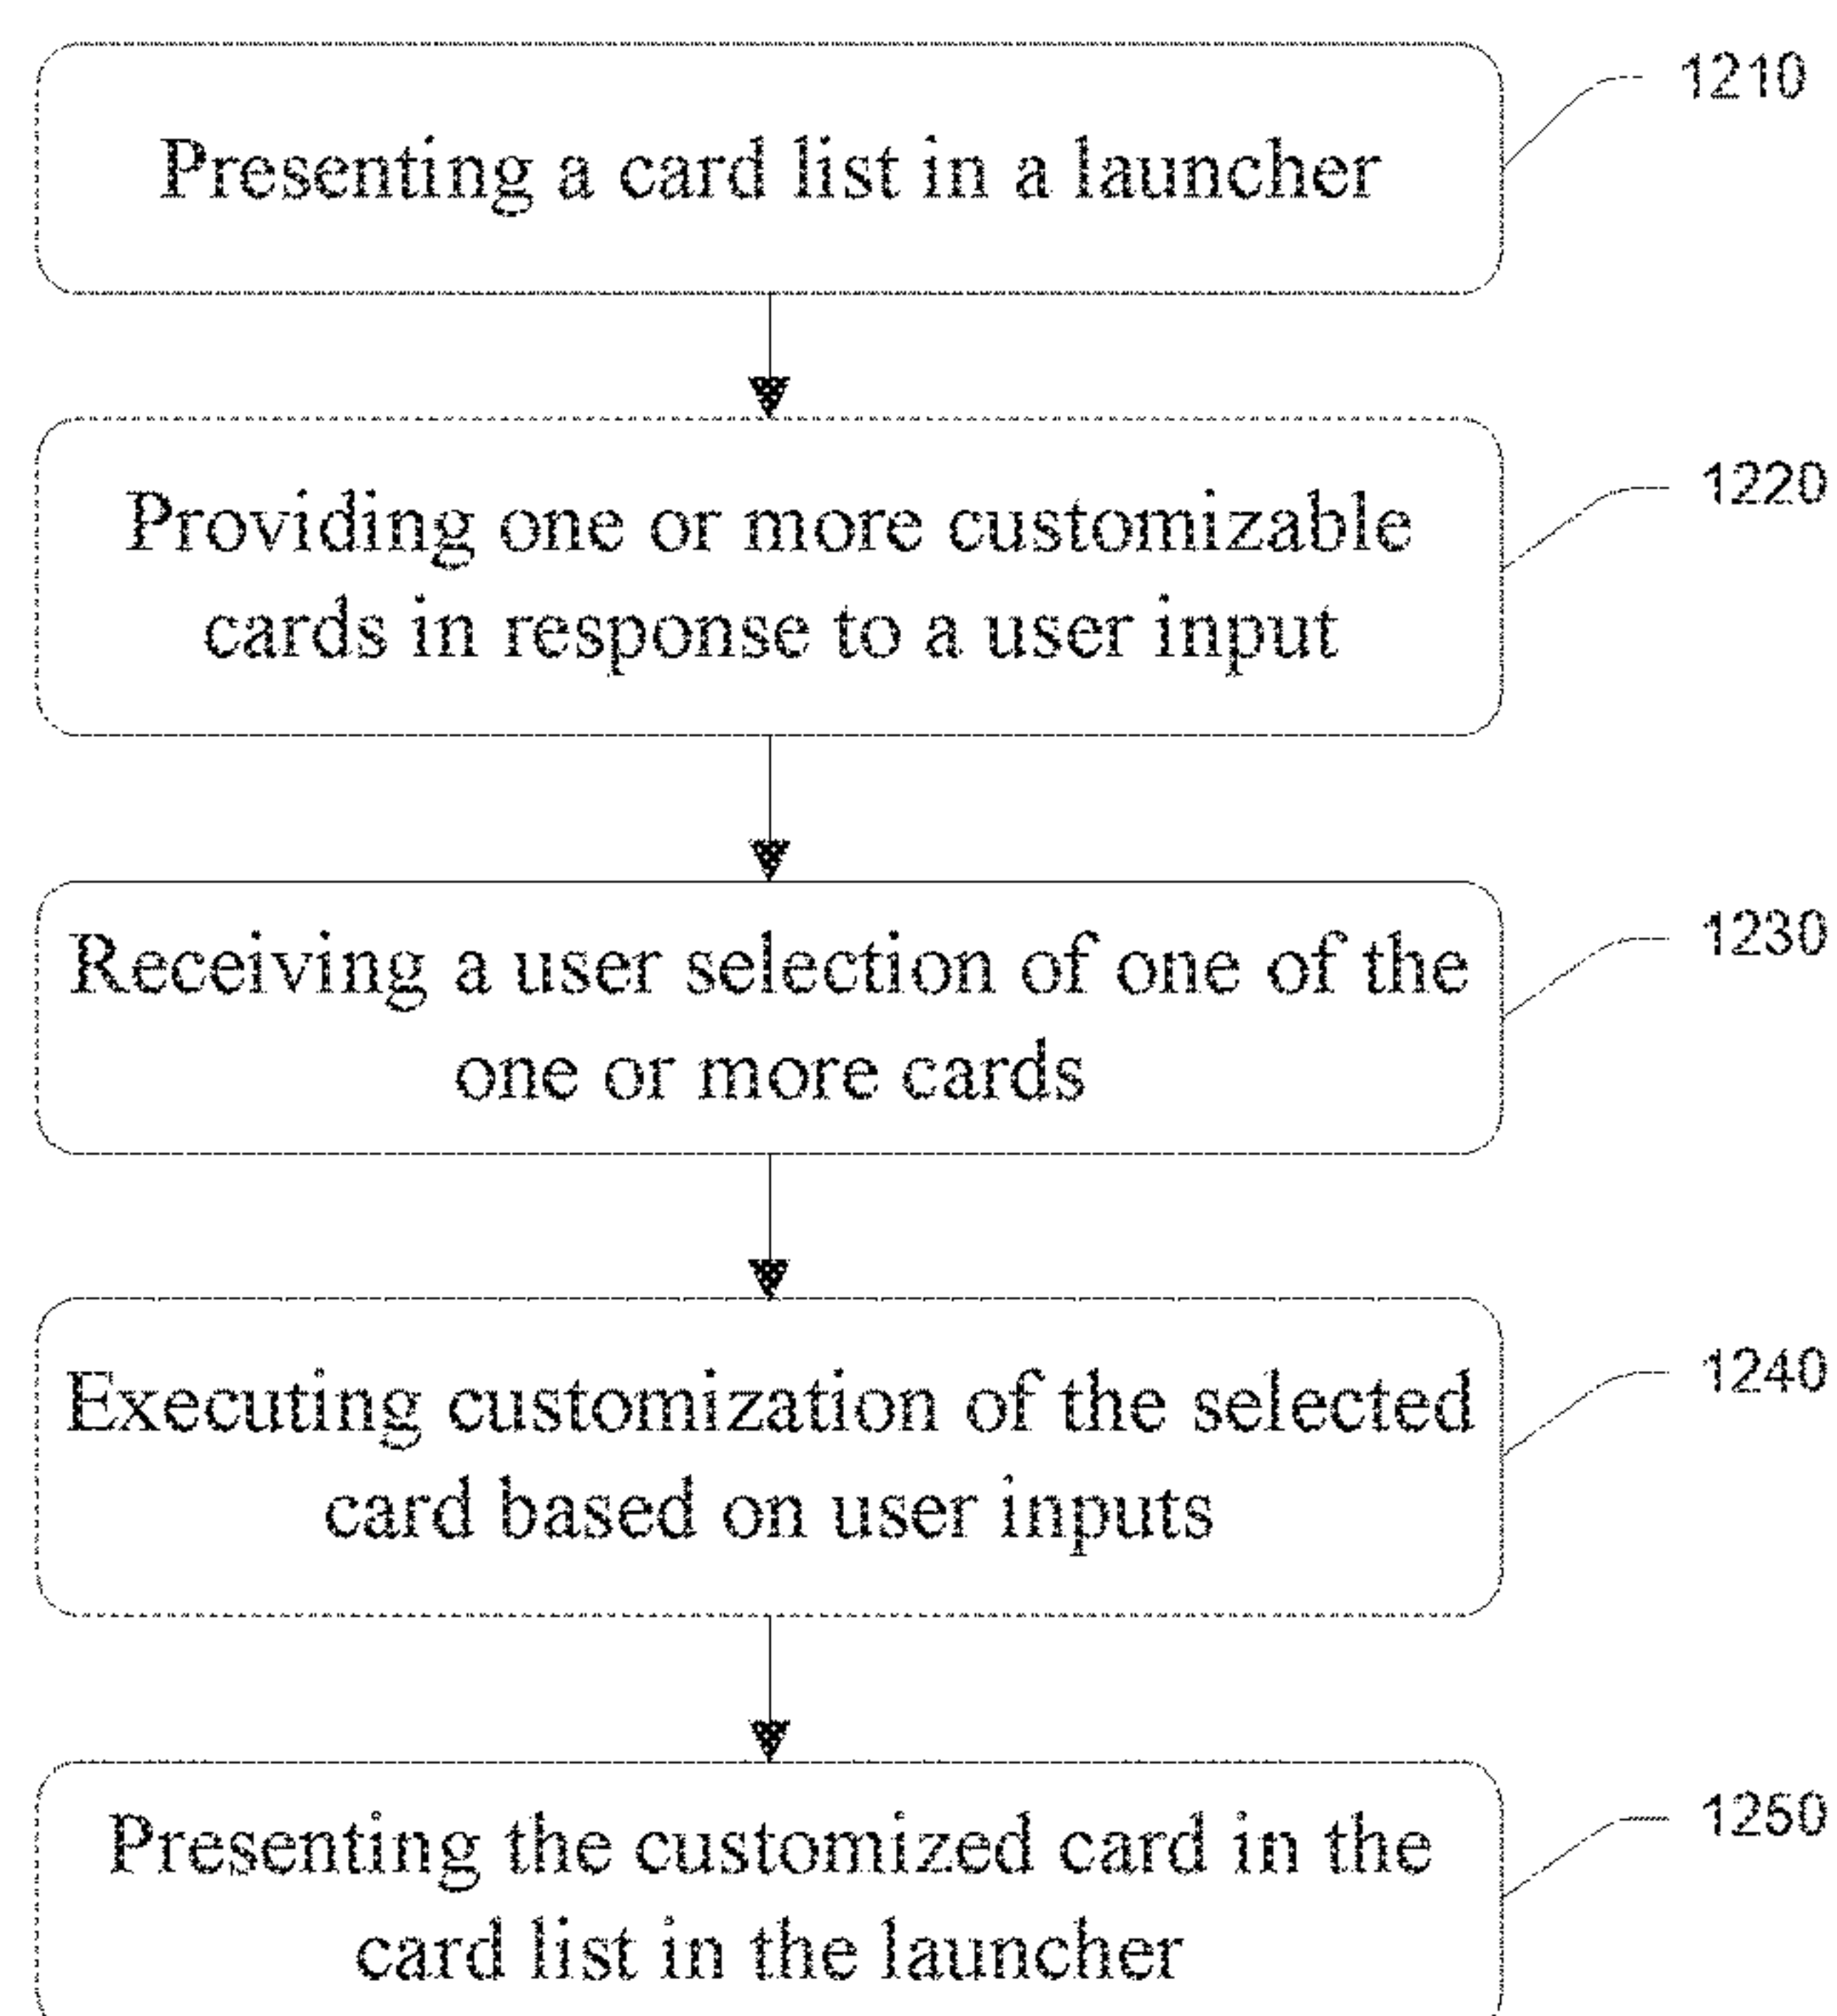 Presenting a card list in a launcher
1210
Providing one or more customizable
cards in response to a user input
1220
Receiving a user selection of one of the
one or more cards
1230
Executing customization of the selected
card based on user inputs
1240
Presenting the customized card in the
card list in the launcher
1250